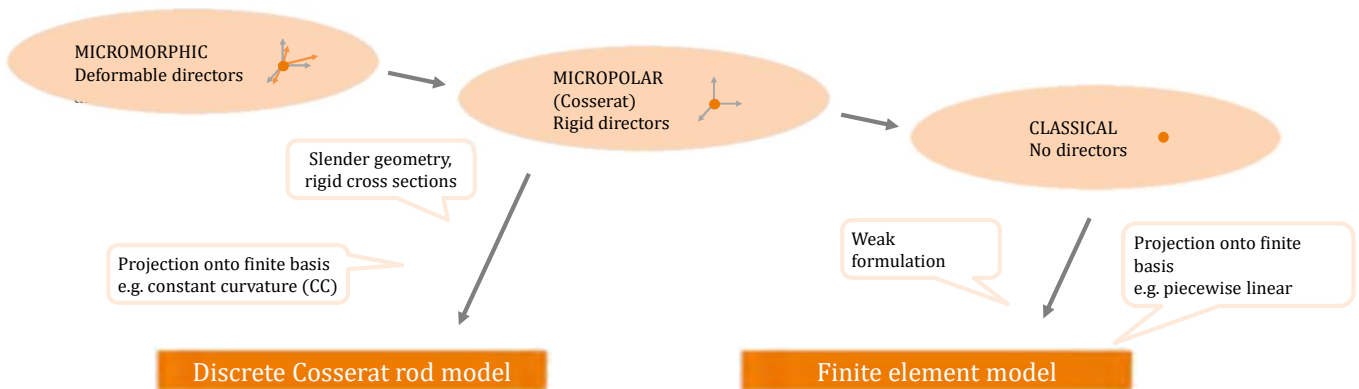 MICROMORPHIC
Deformable directors
MICROPOLAR
(Cosserat)
Rigid directors
CLASSICAL
No directors
Slender geometry,
rigid cross sections
Projection onto finite basis
e.g. constant curvature (CC)
Weak
formulation
Projection onto finite
basis
e.g. piecewise linear
Discrete Cosserat rod model
Finite element model